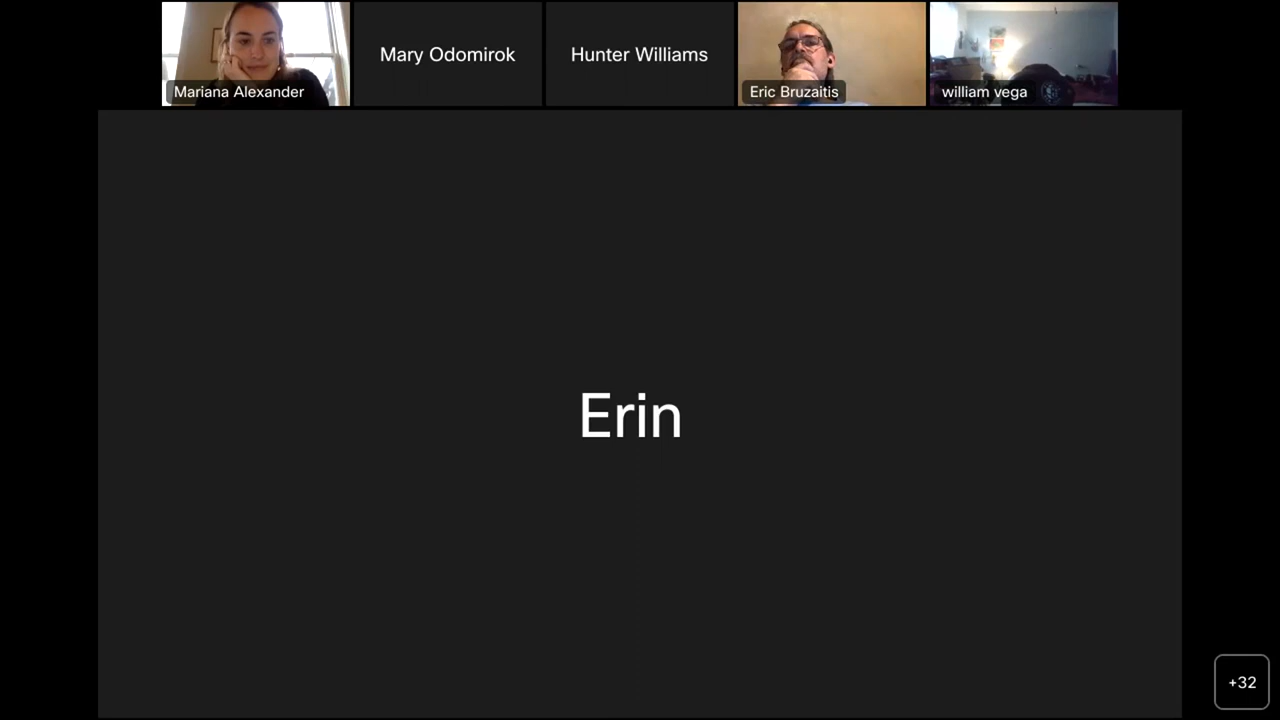 Mariana Alexander
Mary Odomirok
Hunter Williams
Eric Bruzaitis
william vega
Erin
+32